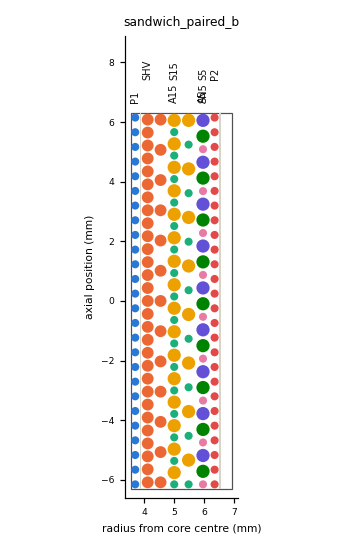 sandwich_paired_b
P1
SHV
A15
S15
S5
P2
8
6
4
2
0
−2
−4
−6
4
5
6
7
axial position (mm)
radius from core centre (mm)